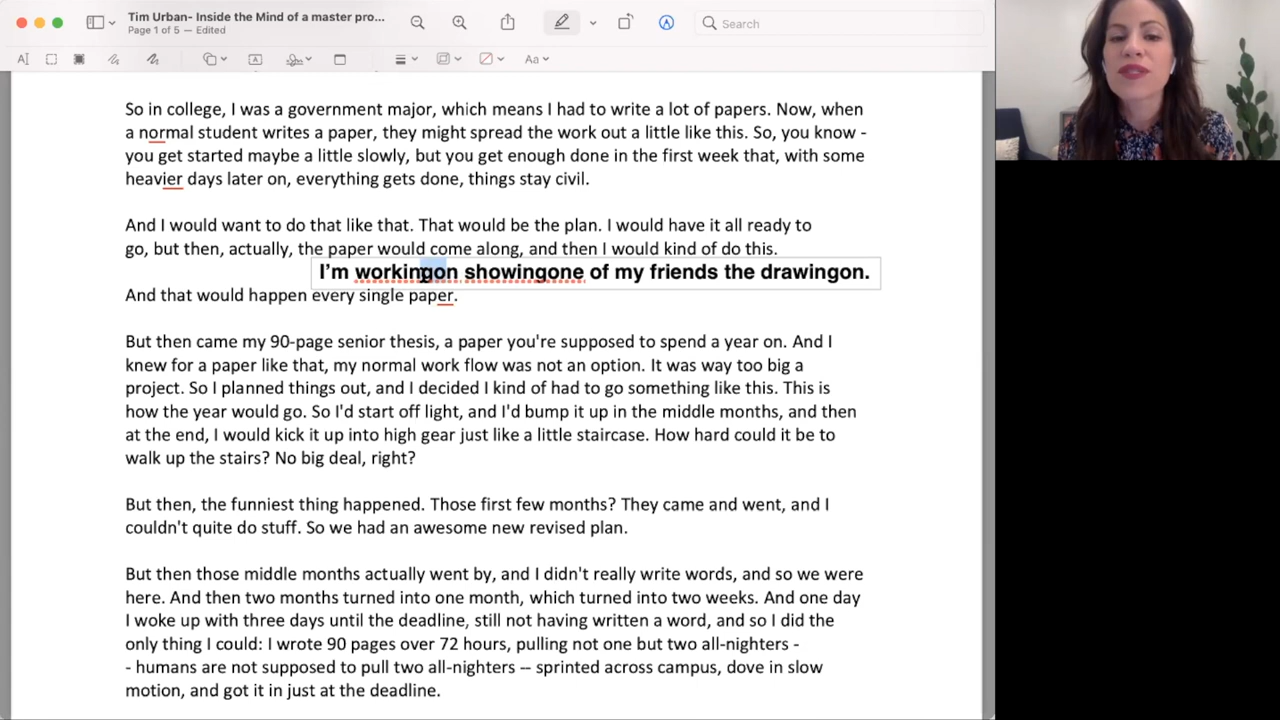 Tim Urban- Inside the Mind of a master pro...
Page 1 of 5 — Edited
Search
Aa
So in college, I was a government major, which means I had to write a lot of papers. Now, when
a normal student writes a paper, they might spread the work out a little like this. So, you know -
you get started maybe a little slowly, but you get enough done in the first week that, with some
heavier days later on, everything gets done, things stay civil.
And I would want to do that like that. That would be the plan. I would have it all ready to
go, but then, actually, the paper would come along, and then I would kind of do this.
I'm workingon showingone of my friends the drawingon.
And that would happen every single paper.
But then came my 90-page senior thesis, a paper you're supposed to spend a year on. And I
knew for a paper like that, my normal work flow was not an option. It was way too big a
project. So I planned things out, and I decided I kind of had to go something like this. This is
how the year would go. So I'd start off light, and I'd bump it up in the middle months, and then
at the end, I would kick it up into high gear just like a little staircase. How hard could it be to
walk up the stairs? No big deal, right?
But then, the funniest thing happened. Those first few months? They came and went, and I
couldn't quite do stuff. So we had an awesome new revised plan.
But then those middle months actually went by, and I didn't really write words, and so we were
here. And then two months turned into one month, which turned into two weeks. And one day
I woke up with three days until the deadline, still not having written a word, and so I did the
only thing I could: I wrote 90 pages over 72 hours, pulling not one but two all-nighters -
- humans are not supposed to pull two all-nighters -- sprinted across campus, dove in slow
motion, and got it in just at the deadline.